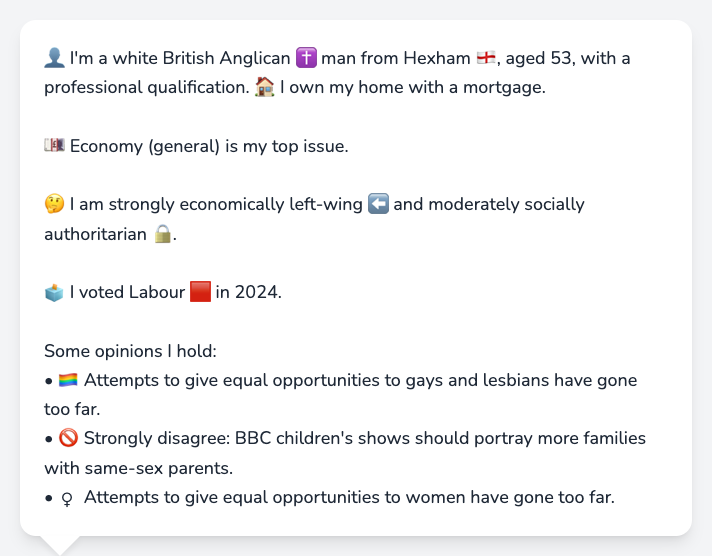 👤 I'm a white British Anglican ✝️ man from Hexham 🏴󠁧󠁢󠁥󠁮󠁧󠁿, aged 53, with a
professional qualification. 🏠 I own my home with a mortgage.
💷 Economy (general) is my top issue.
🤔 I am strongly economically left-wing ⬅️ and moderately socially
authoritarian 🔒.
🗳️ I voted Labour 🟥 in 2024.
Some opinions I hold:
• 🏳️‍🌈 Attempts to give equal opportunities to gays and lesbians have gone
too far.
• 🚫 Strongly disagree: BBC children's shows should portray more families
with same-sex parents.
• ♀ Attempts to give equal opportunities to women have gone too far.